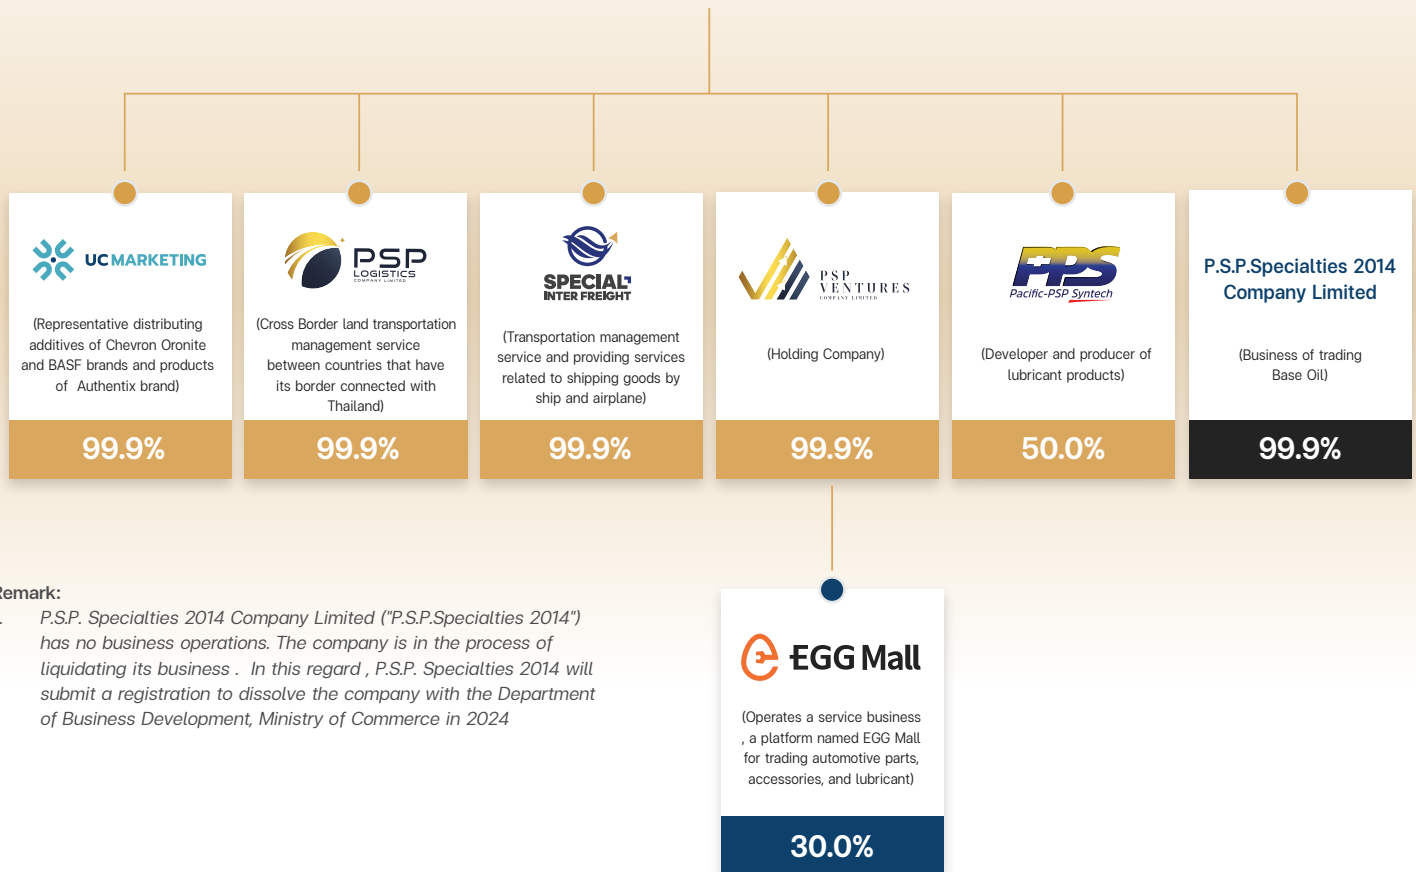 UC MARKETING
(Representative distributing
additives of Chevron Oronite
and BASF brands and products
of Authentix brand)
99.9%
PSP
LOGISTICS
COMPANY LIMITED
(Cross Border land transportation
management service
between countries that have
its border connected with
Thailand)
99.9%
SPECIAL
INTER FREIGHT
(Transportation management
service and providing services
related to shipping goods by
ship and airplane)
99.9%
PSP
VENTURES
COMPANY LIMITED
(Holding Company)
99.9%
PPS
Pacific-PSP Syntech
(Developer and producer of
lubricant products)
50.0%
P.S.P.Specialties 2014
Company Limited
(Business of trading
Base Oil)
99.9%
Remark:
. P.S.P. Specialties 2014 Company Limited ("P.S.P.Specialties 2014")
has no business operations. The company is in the process of
liquidating its business . In this regard , P.S.P. Specialties 2014 will
submit a registration to dissolve the company with the Department
of Business Development, Ministry of Commerce in 2024
EGG Mall
(Operates a service business
, a platform named EGG Mall
for trading automotive parts,
accessories, and lubricant)
30.0%